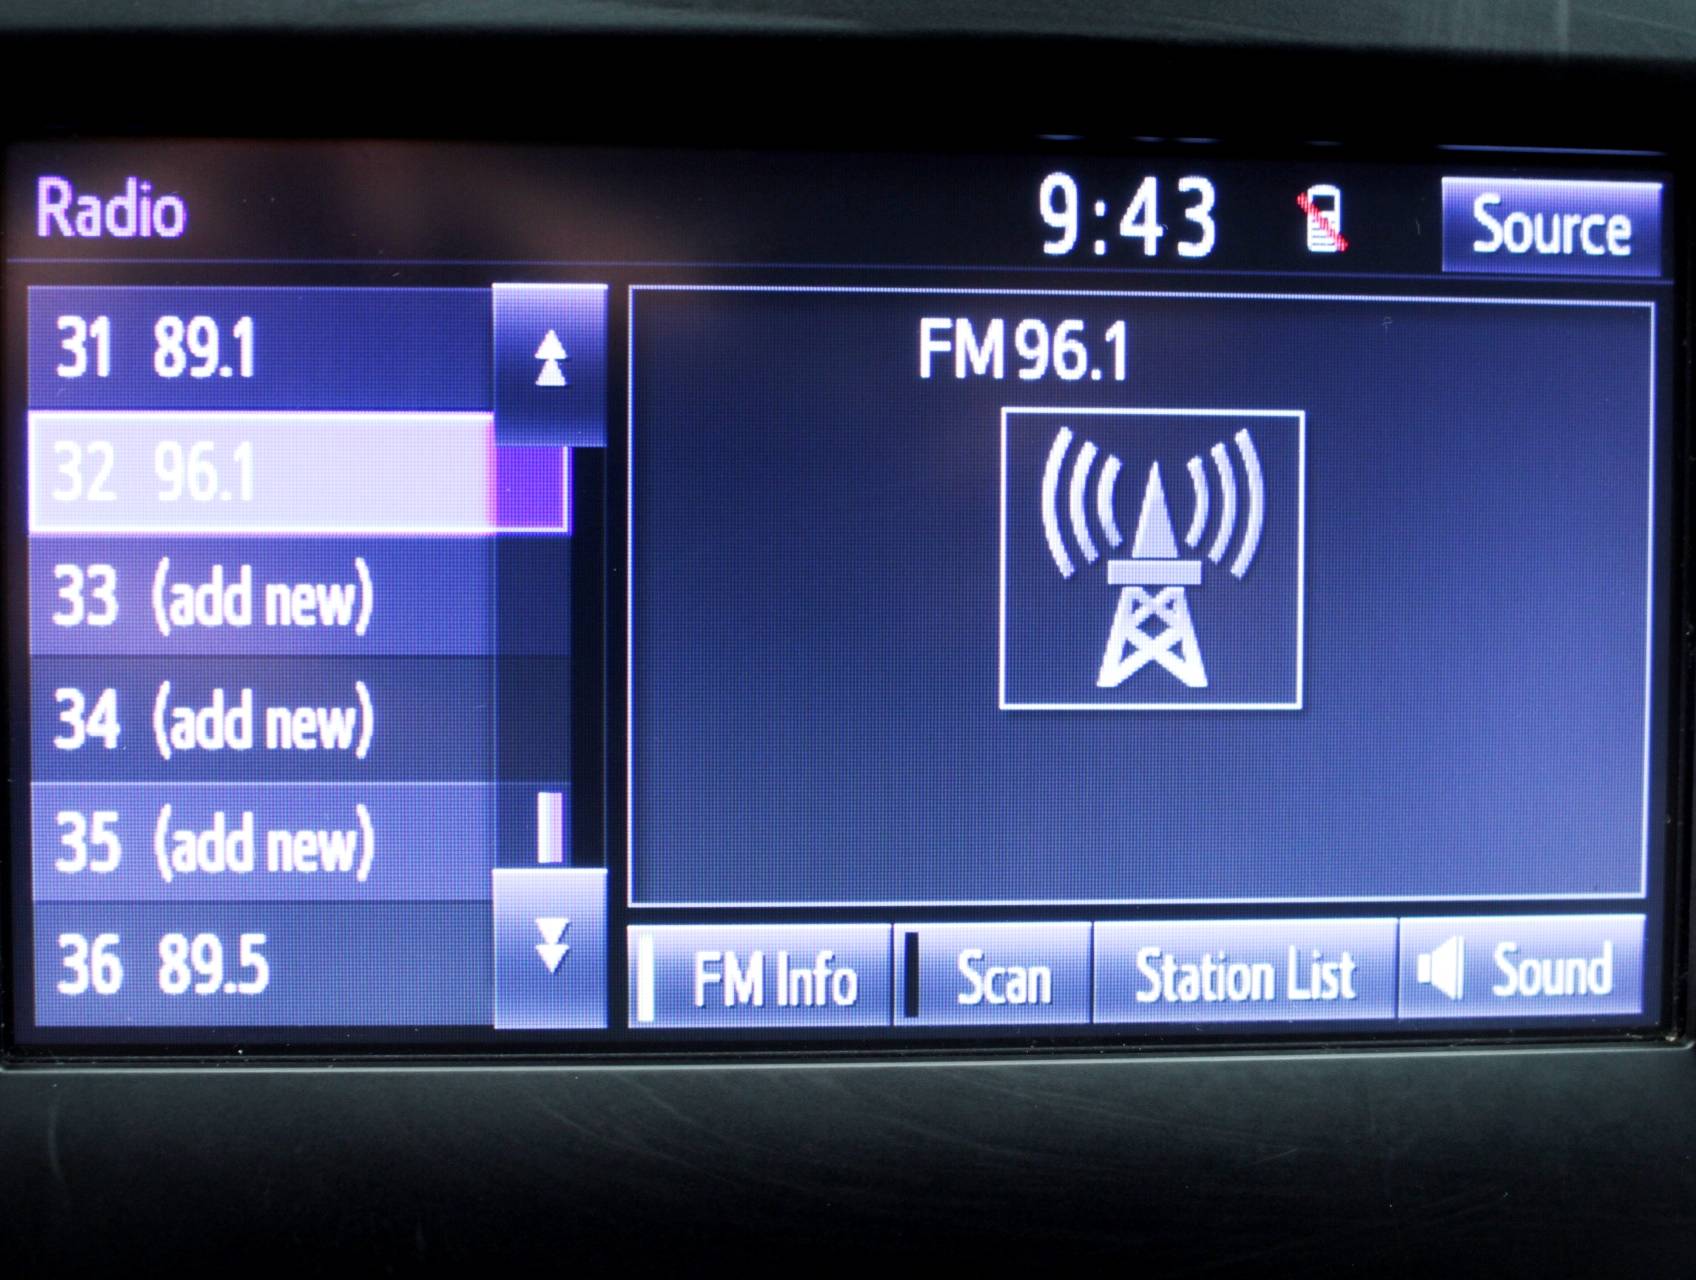 Radio
9:43
Source
31 89.1
32 96.1
33 (add new)
34 (add new)
35 (add new)
36 89.5
FM 96.1
FM Info
Scan
Station List
Sound